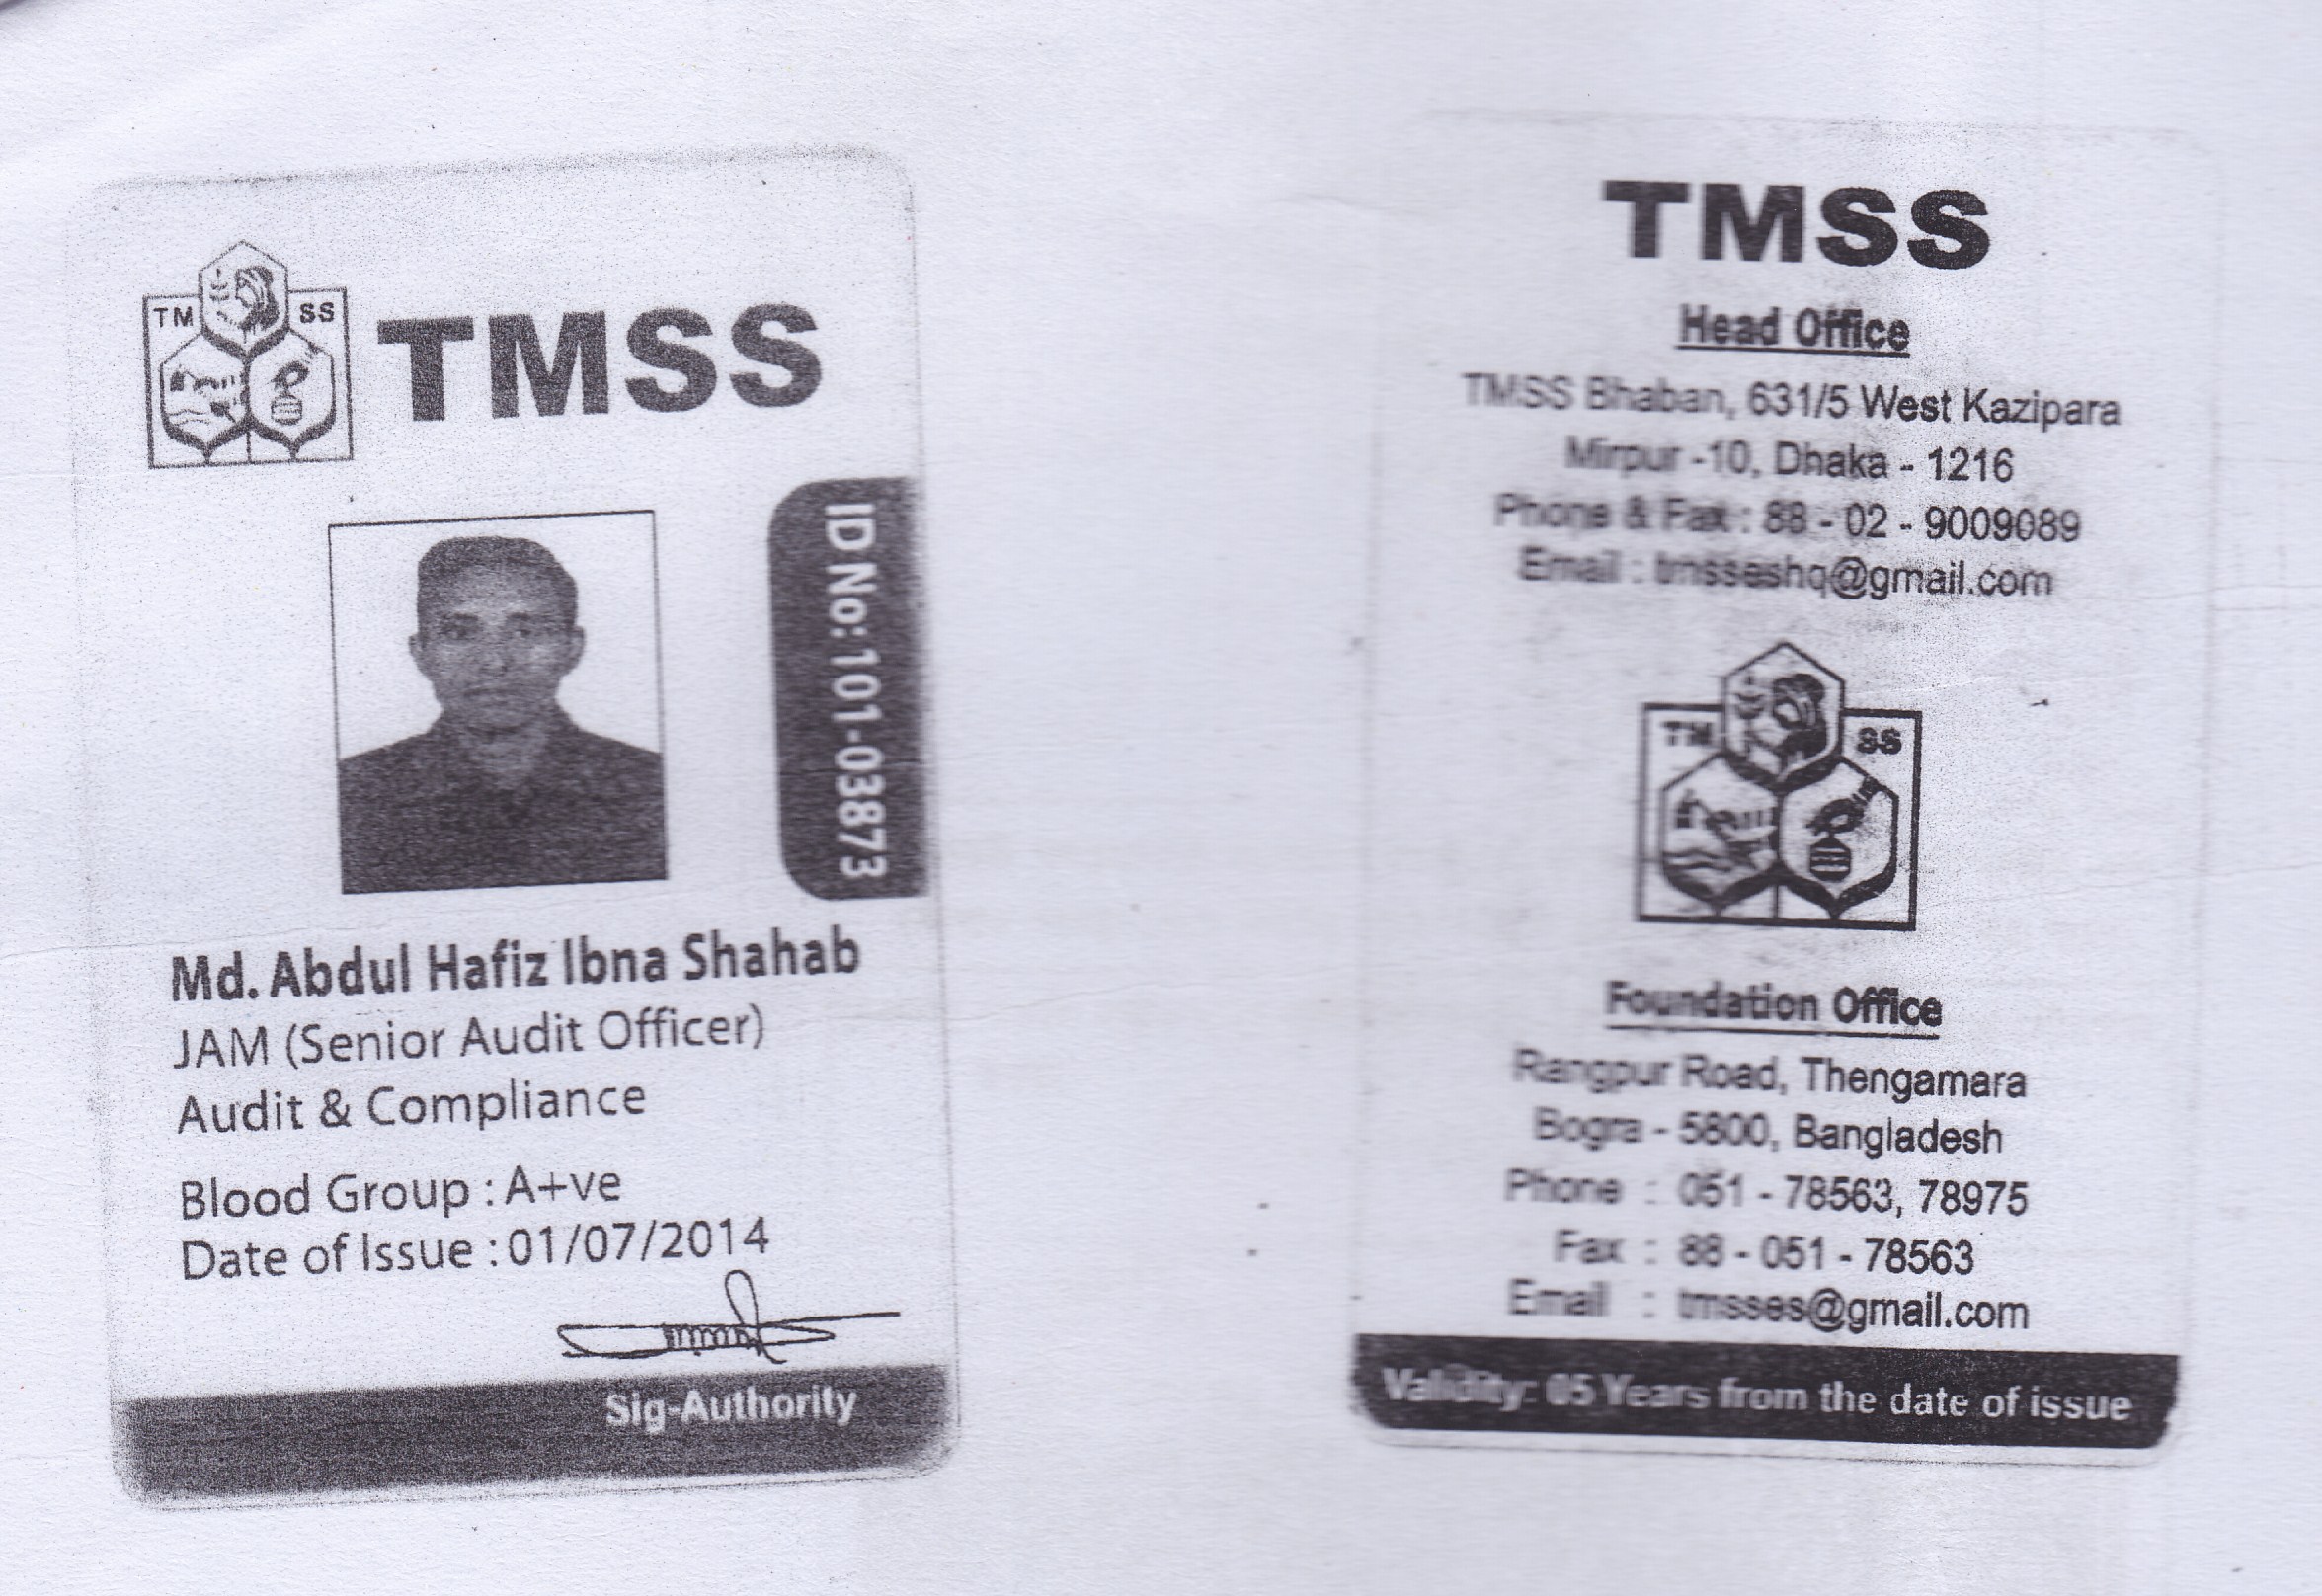 TM SS
TMSS
ID No: 101-03873
Md. Abdul Hafiz Ibna Shahab
JAM (Senior Audit Officer)
Audit & Compliance
Blood Group : A+ve
Date of Issue : 01/07/2014
Sig-Authority
TMSS
Head Office
TMSS Bhaban, 631/5 West Kazipara
Mirpur -10, Dhaka - 1216
Phone & Fax : 88 - 02 - 9009089
Email : tmsseshq@gmail.com
TM SS
Foundation Office
Rangpur Road, Thengamara
Bogra - 5800, Bangladesh
Phone : 051 - 78563, 78975
Fax : 88 - 051 - 78563
Email : tmsses@gmail.com
Validity: 05 Years from the date of issue